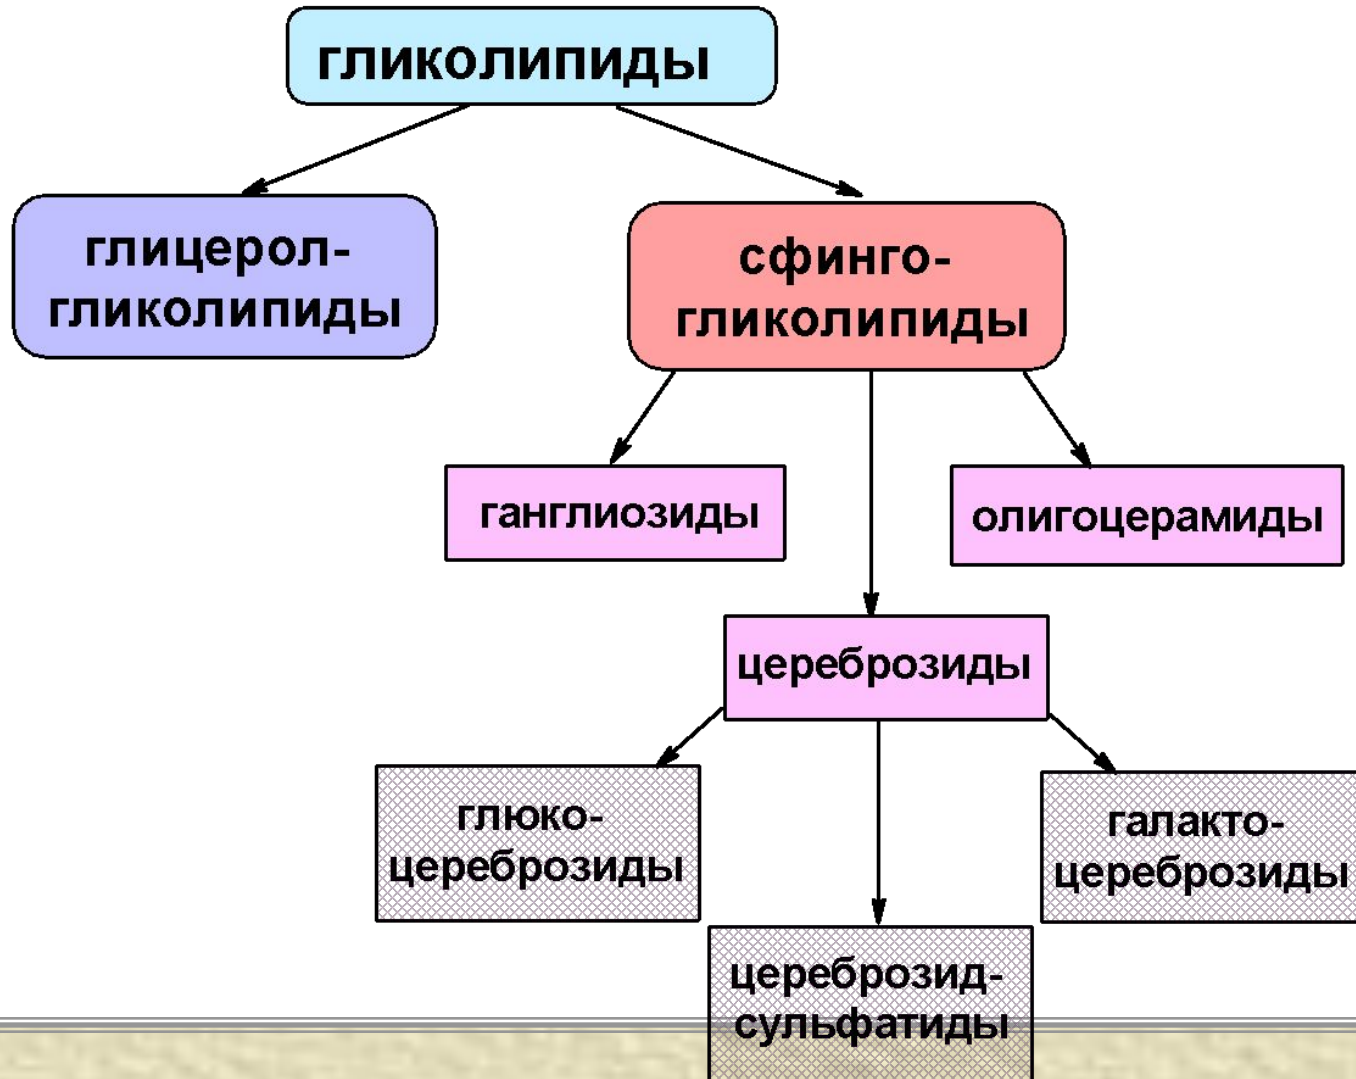 гликолипиды
глицерол-
гликолипиды
сфинго-
гликолипиды
ганглиозиды
олигоцерамиды
цереброзиды
глюко-
цереброзиды
галакто-
цереброзиды
цереброзид-
сульфатиды